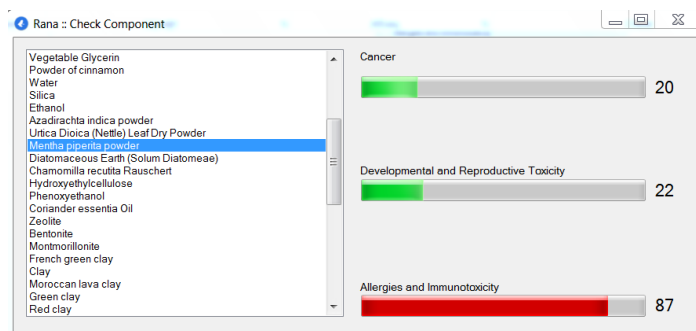 Rana :: Check Component
Vegetable Glycerin
Powder of cinnamon
Water
Silica
Ethanol
Azadirachta indica powder
Urtica Dioica (Nettle) Leaf Dry Powder
Mentha piperita powder
Diatomaceous Earth (Solum Diatomeae)
Chamomilla recutita Rauschert
Hydroxyethylcellulose
Phenoxyethanol
Coriander essentia Oil
Zeolite
Bentonite
Montmorillonite
French green clay
Clay
Moroccan lava clay
Green clay
Red clay
Cancer
20
Developmental and Reproductive Toxicity
22
Allergies and Immunotoxicity
87